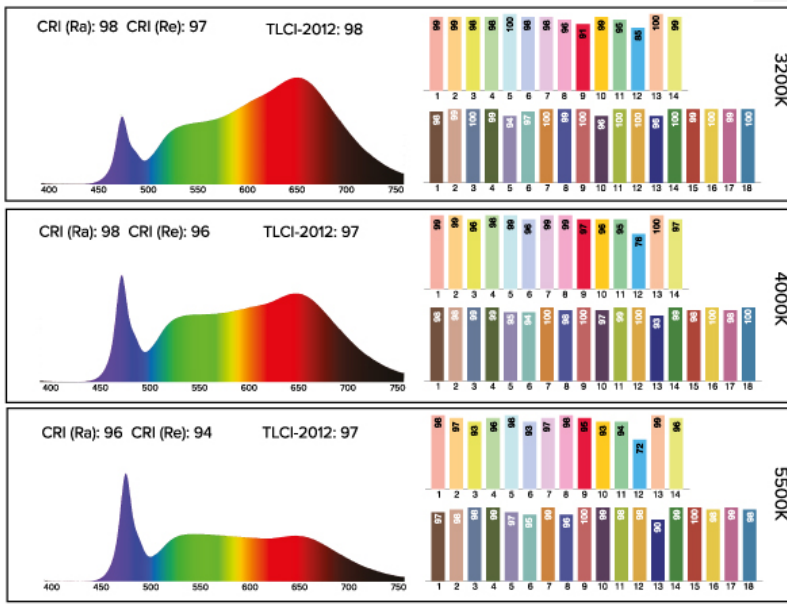 CRI (Ra): 98 CRI (Re): 97 TLCI-2012: 98
99 99 98 98 100 98 98 96 91 99 95 85 100 99
1 2 3 4 5 6 7 8 9 10 11 12 13 14
98 99 100 99 94 97 100 99 100 96 100 100 96 100 99 100 99 100
1 2 3 4 5 6 7 8 9 10 11 12 13 14 15 16 17 18
400 450 500 550 600 650 700 750
3200K
CRI (Ra): 98 CRI (Re): 96 TLCI-2012: 97
99 99 96 98 99 96 99 99 97 96 95 76 100 97
1 2 3 4 5 6 7 8 9 10 11 12 13 14
98 98 99 99 95 94 100 98 100 97 99 100 93 99 98 100 98 100
1 2 3 4 5 6 7 8 9 10 11 12 13 14 15 16 17 18
400 450 500 550 600 650 700 750
4000K
CRI (Ra): 96 CRI (Re): 94 TLCI-2012: 97
98 97 93 96 98 93 97 98 95 93 94 72 99 96
1 2 3 4 5 6 7 8 9 10 11 12 13 14
97 98 98 99 97 95 99 96 100 99 98 98 90 99 100 98 99 98
1 2 3 4 5 6 7 8 9 10 11 12 13 14 15 16 17 18
400 450 500 550 600 650 700 750
5500K